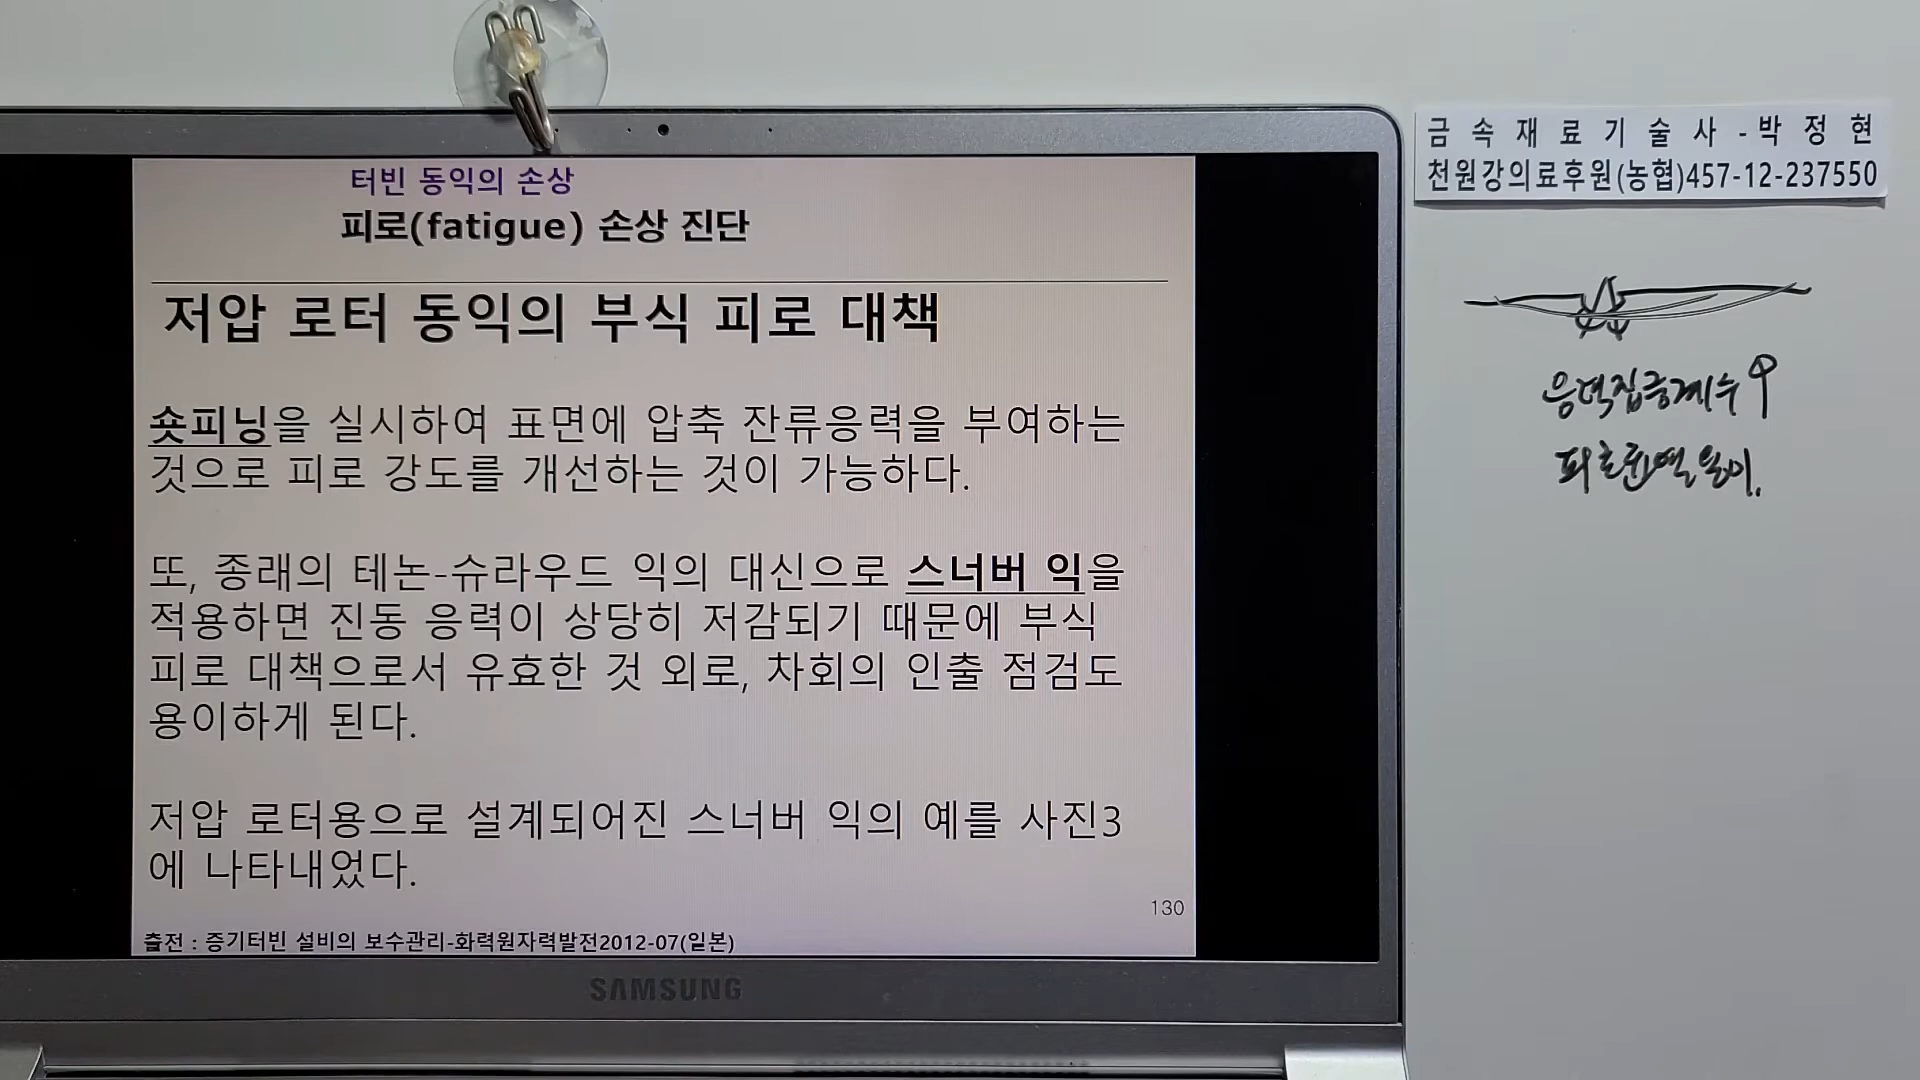 터빈 동익의 손상
피로(fatigue) 손상 진단
저압 로터 동익의 부식 피로 대책
숏피닝을 실시하여 표면에 압축 잔류응력을 부여하는
것으로 피로 강도를 개선하는 것이 가능하다.
또, 종래의 테논-슈라우드 익의 대신으로 스너버 익을
적용하면 진동 응력이 상당히 저감되기 때문에 부식
피로 대책으로서 유효한 것 외로, 차회의 인출 점검도
용이하게 된다.
저압 로터용으로 설계되어진 스너버 익의 예를 사진3
에 나타내었다.
130
출전 : 증기터빈 설비의 보수관리-화력원자력발전2012-07(일본)
SAMSUNG
금속재료기술사-박정현
천원강의료후원(농협)457-12-237550
응력집중계수